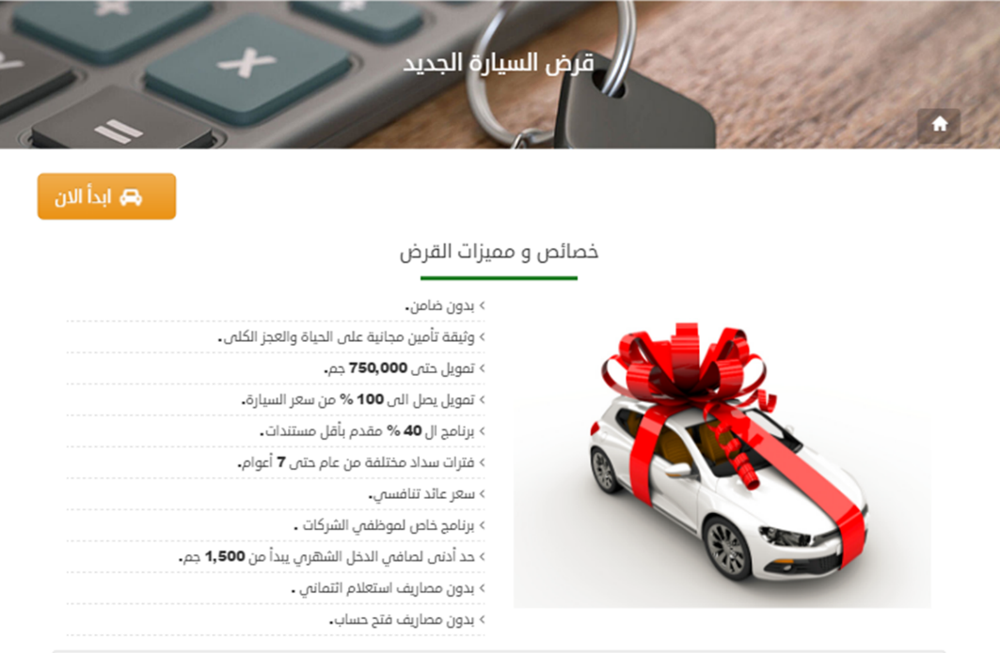 قرض السيارة الجديد
ابدأ الان
خصائص و مميزات القرض
بدون ضامن.
وثيقة تأمين مجانية على الحياة والعجز الكلى.
تمويل حتى 750,000 جم.
تمويل يصل الى 100 % من سعر السيارة.
برنامج ال 40 % مقدم بأقل مستندات.
فترات سداد مختلفة من عام حتى 7 أعوام.
سعر عائد تنافسي.
برنامج خاص لموظفي الشركات .
حد أدنى لصافي الدخل الشهري يبدأ من 1,500 جم.
بدون مصاريف استعلام ائتماني .
بدون مصاريف فتح حساب.